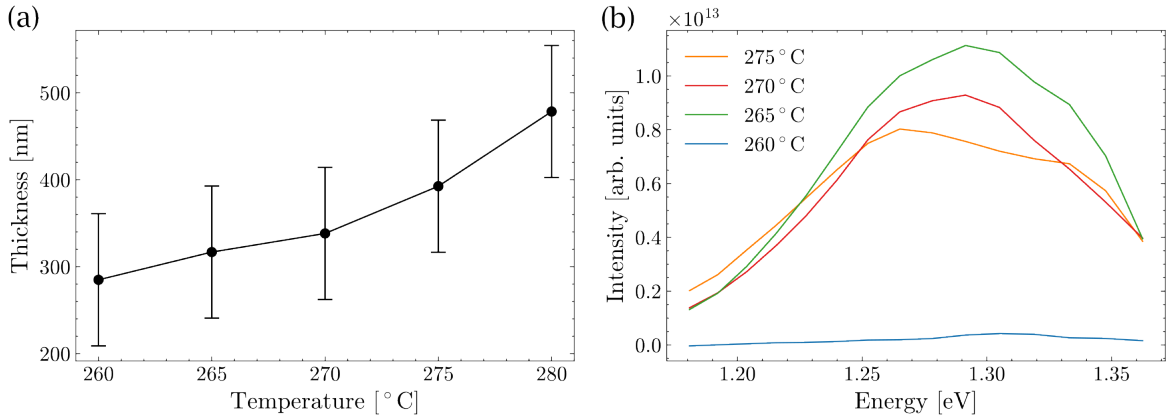 (a)
500
400
300
200
260
265
270
275
280
Thickness [nm]
Temperature [°C]
(b)
×10¹³
275°C
270°C
265°C
260°C
1.0
0.8
0.6
0.4
0.2
0.0
1.20
1.25
1.30
1.35
Intensity [arb. units]
Energy [eV]